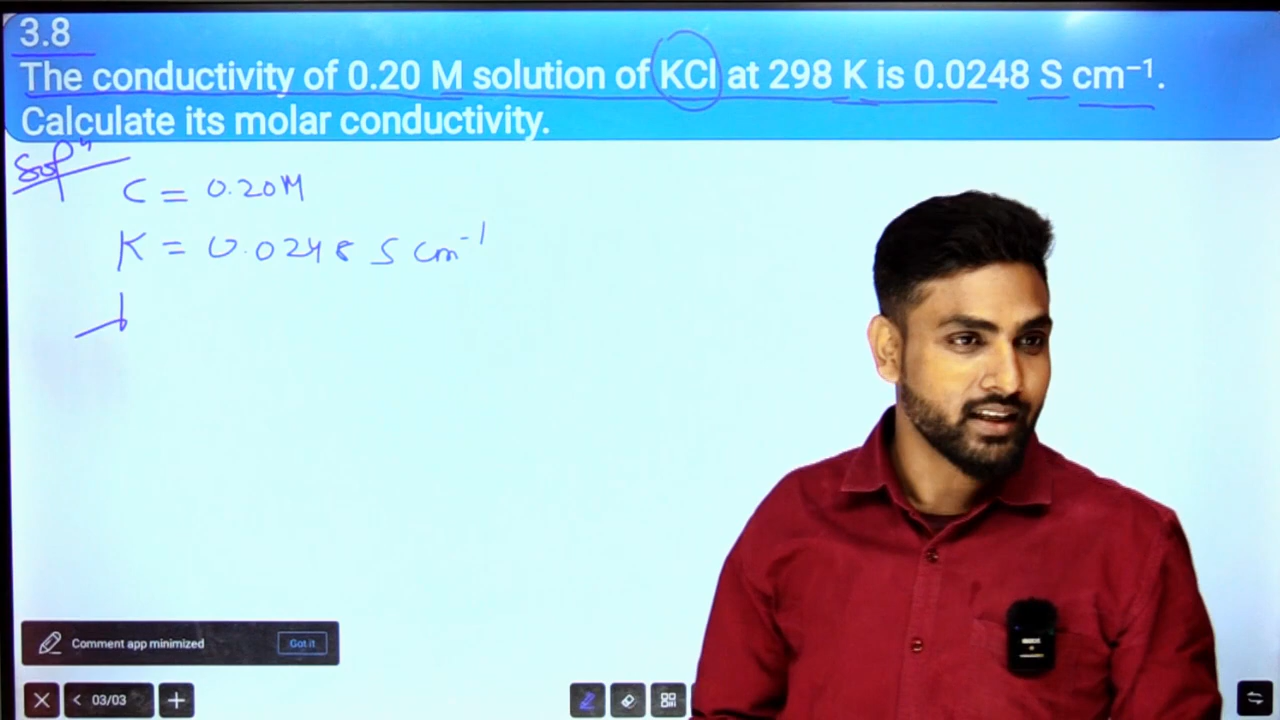 3.8
The conductivity of 0.20 M solution of KCl at 298 K is 0.0248 S cm⁻¹.
Calculate its molar conductivity.
Solⁿ
C = 0.20M
K = 0.0248 S cm⁻¹
Comment app minimized
Got it
< 03/03 +